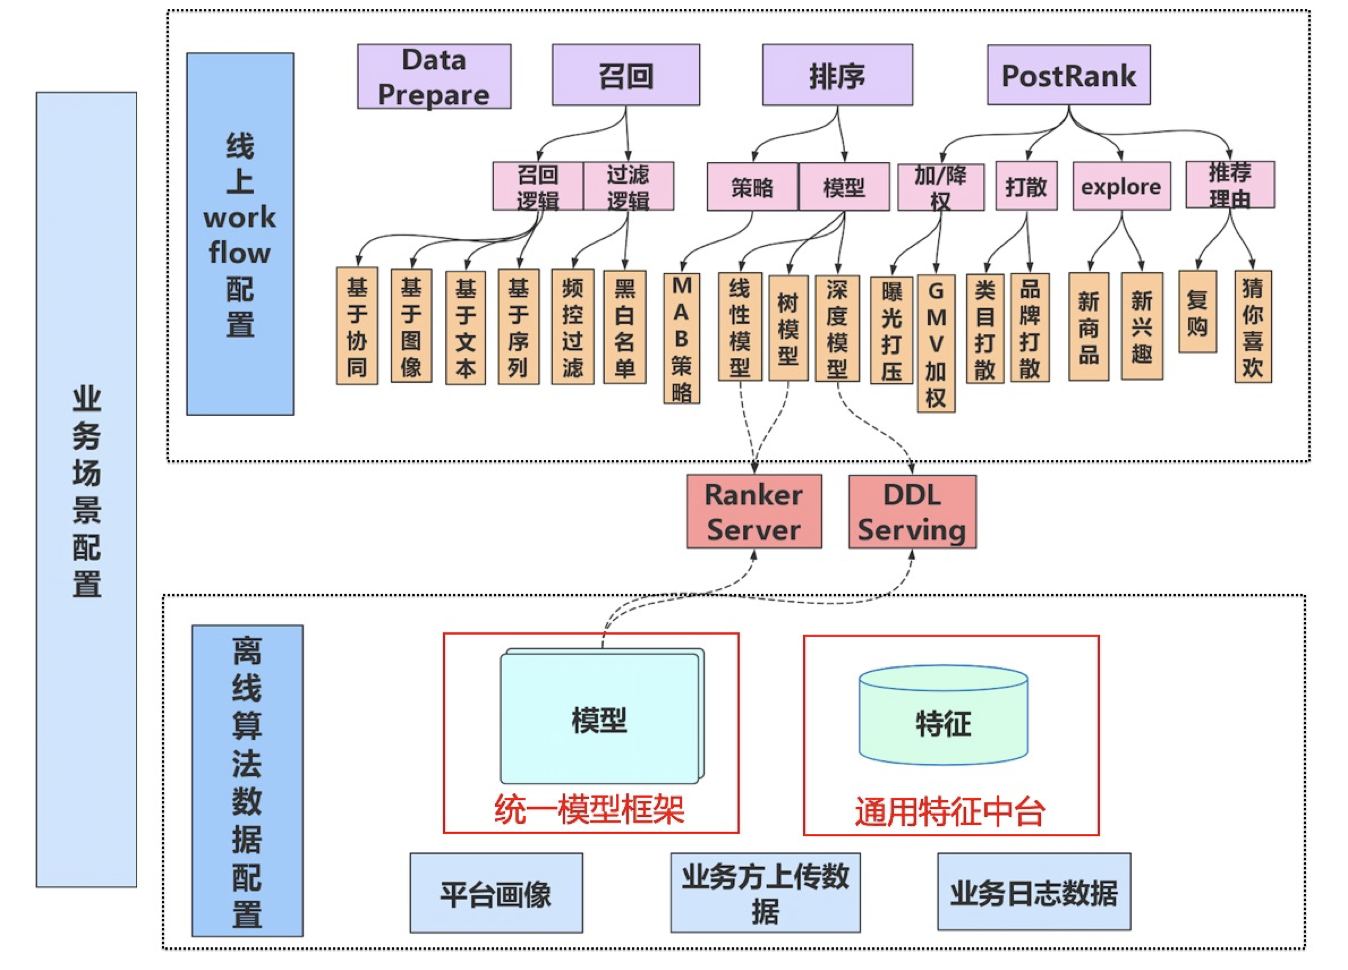 业务场景配置
线上
work
flow
配置
Data
Prepare
召回
排序
PostRank
召回
逻辑
过滤
逻辑
策略
模型
加/降
权
打散
explore
推荐
理由
基于协同
基于图像
基于文本
基于序列
频控过滤
黑白名单
MAB策略
线性模型
树模型
深度模型
曝光打压
GMV加权
类目打散
品牌打散
新商品
新兴趣
复购
猜你喜欢
Ranker
Server
DDL
Serving
离线算法数据配置
模型
统一模型框架
特征
通用特征中台
平台画像
业务方上传数
据
业务日志数据